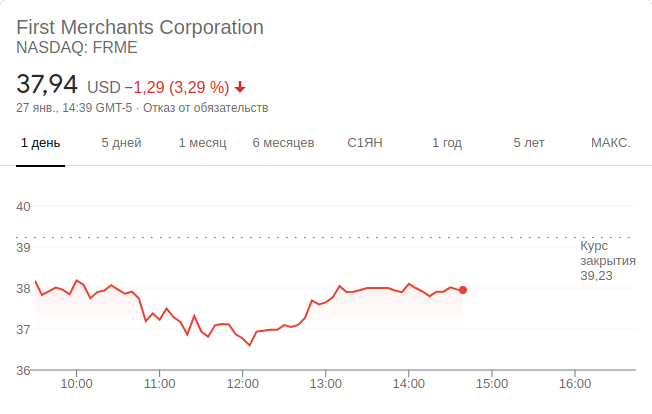 First Merchants Corporation
NASDAQ: FRME
37,94 USD −1,29 (3,29 %)
27 янв., 14:39 GMT-5 · Отказ от обязательств
1 день 5 дней 1 месяц 6 месяцев С1ЯН 1 год 5 лет МАКС.
40
39
38
37
36
Курс
закрытия
39,23
10:00 11:00 12:00 13:00 14:00 15:00 16:00